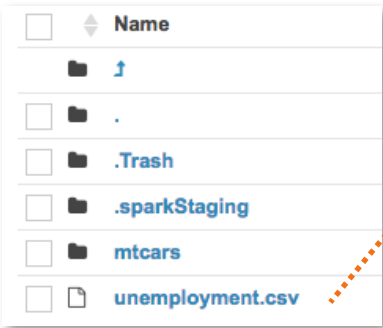 Name
.
.Trash
.sparkStaging
mtcars
unemployment.csv